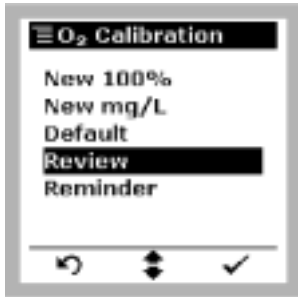 O₂ Calibration
New 100%
New mg/L
Default
Review
Reminder